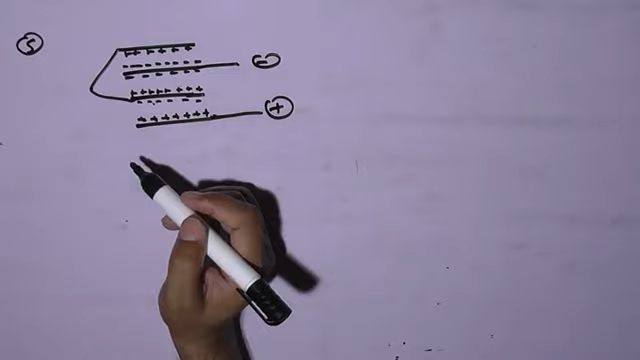 5
+ + + + + +
- - - - - - - -
−
- - - - - -
+ + + + + + +
- - - - - -
+ + + + + + +
+